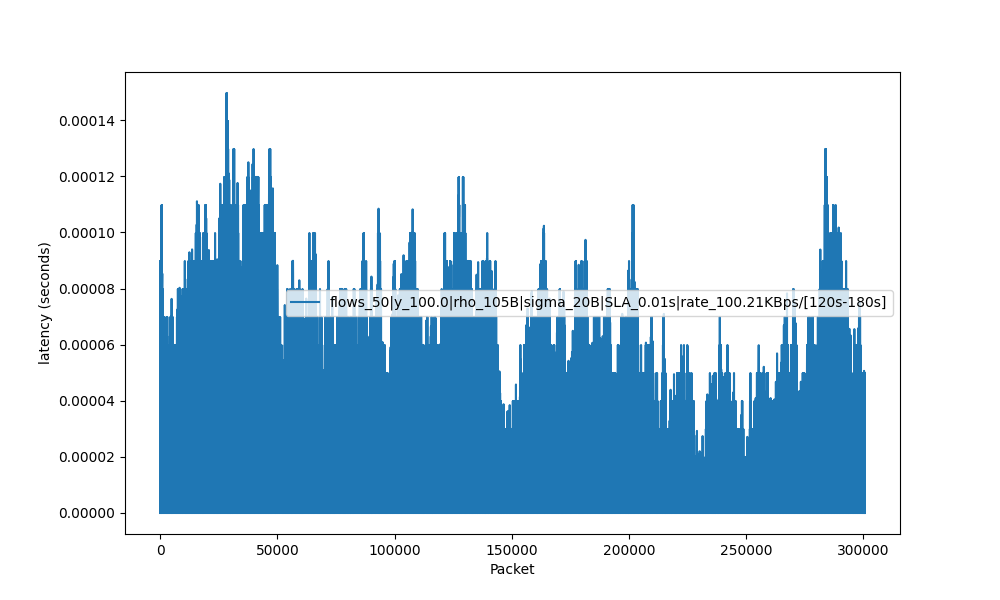 0.00014
0.00012
0.00010
0.00008
0.00006
0.00004
0.00002
0.00000
latency (seconds)
flows_50|y_100.0|rho_105B|sigma_20B|SLA_0.01s|rate_100.21KBps/[120s-180s]
0 50000 100000 150000 200000 250000 300000
Packet